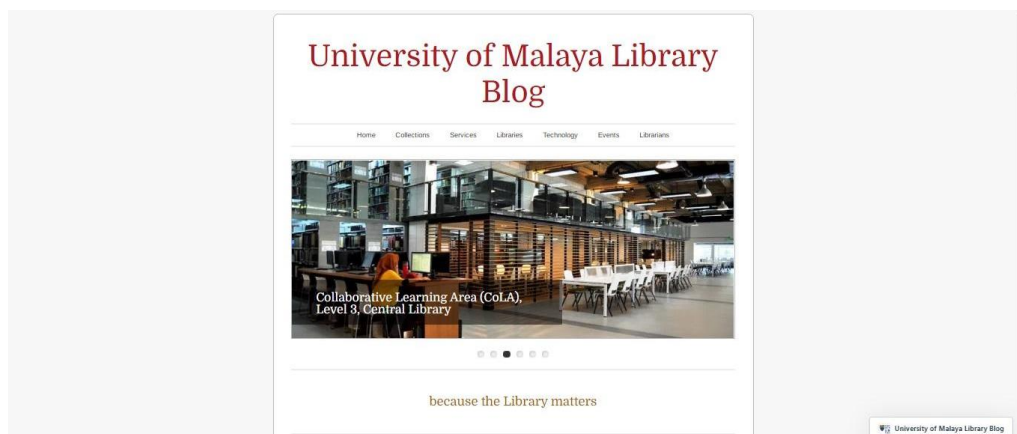 University of Malaya Library
Blog
Home Collections Services Libraries Technology Events Librarians
Collaborative Learning Area (CoLA),
Level 3, Central Library
because the Library matters
University of Malaya Library Blog